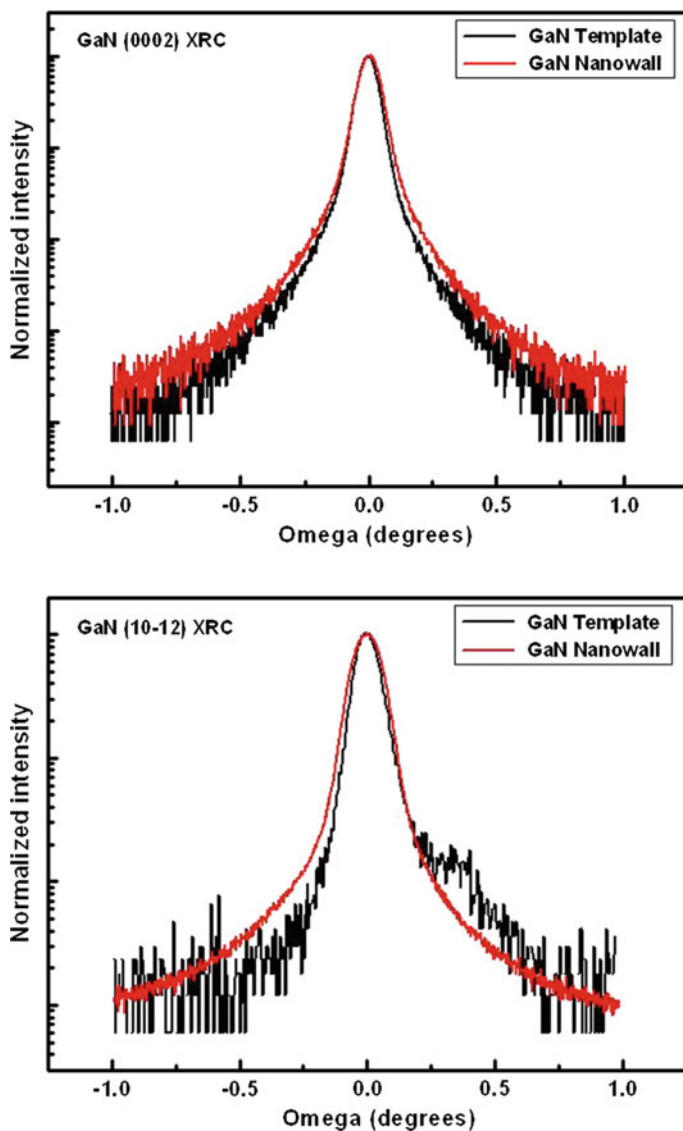 GaN (0002) XRC
GaN Template
GaN Nanowall
Normalized intensity
-1.0 -0.5 0.0 0.5 1.0
Omega (degrees)
GaN (10-12) XRC
GaN Template
GaN Nanowall
Normalized intensity
-1.0 -0.5 0.0 0.5 1.0
Omega (degrees)